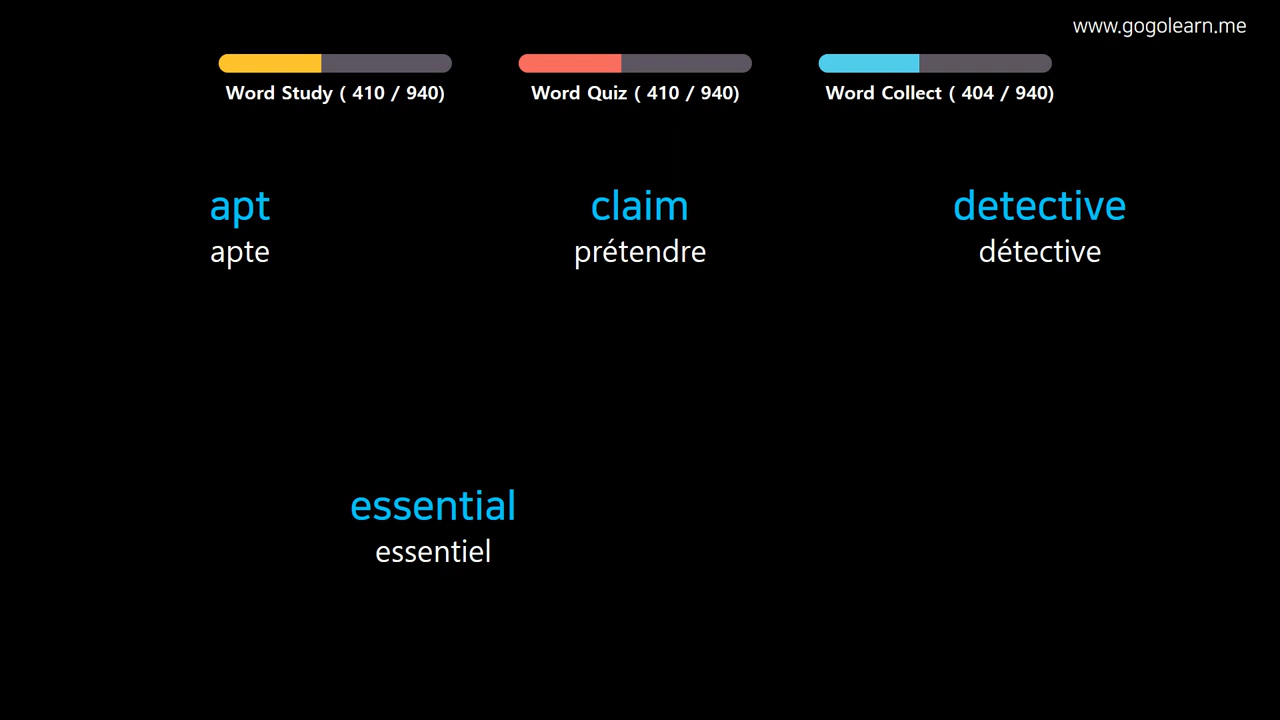 www.gogolearn.me
Word Study ( 410 / 940)
Word Quiz ( 410 / 940)
Word Collect ( 404 / 940)
apt
apte
claim
prétendre
detective
détective
essential
essentiel